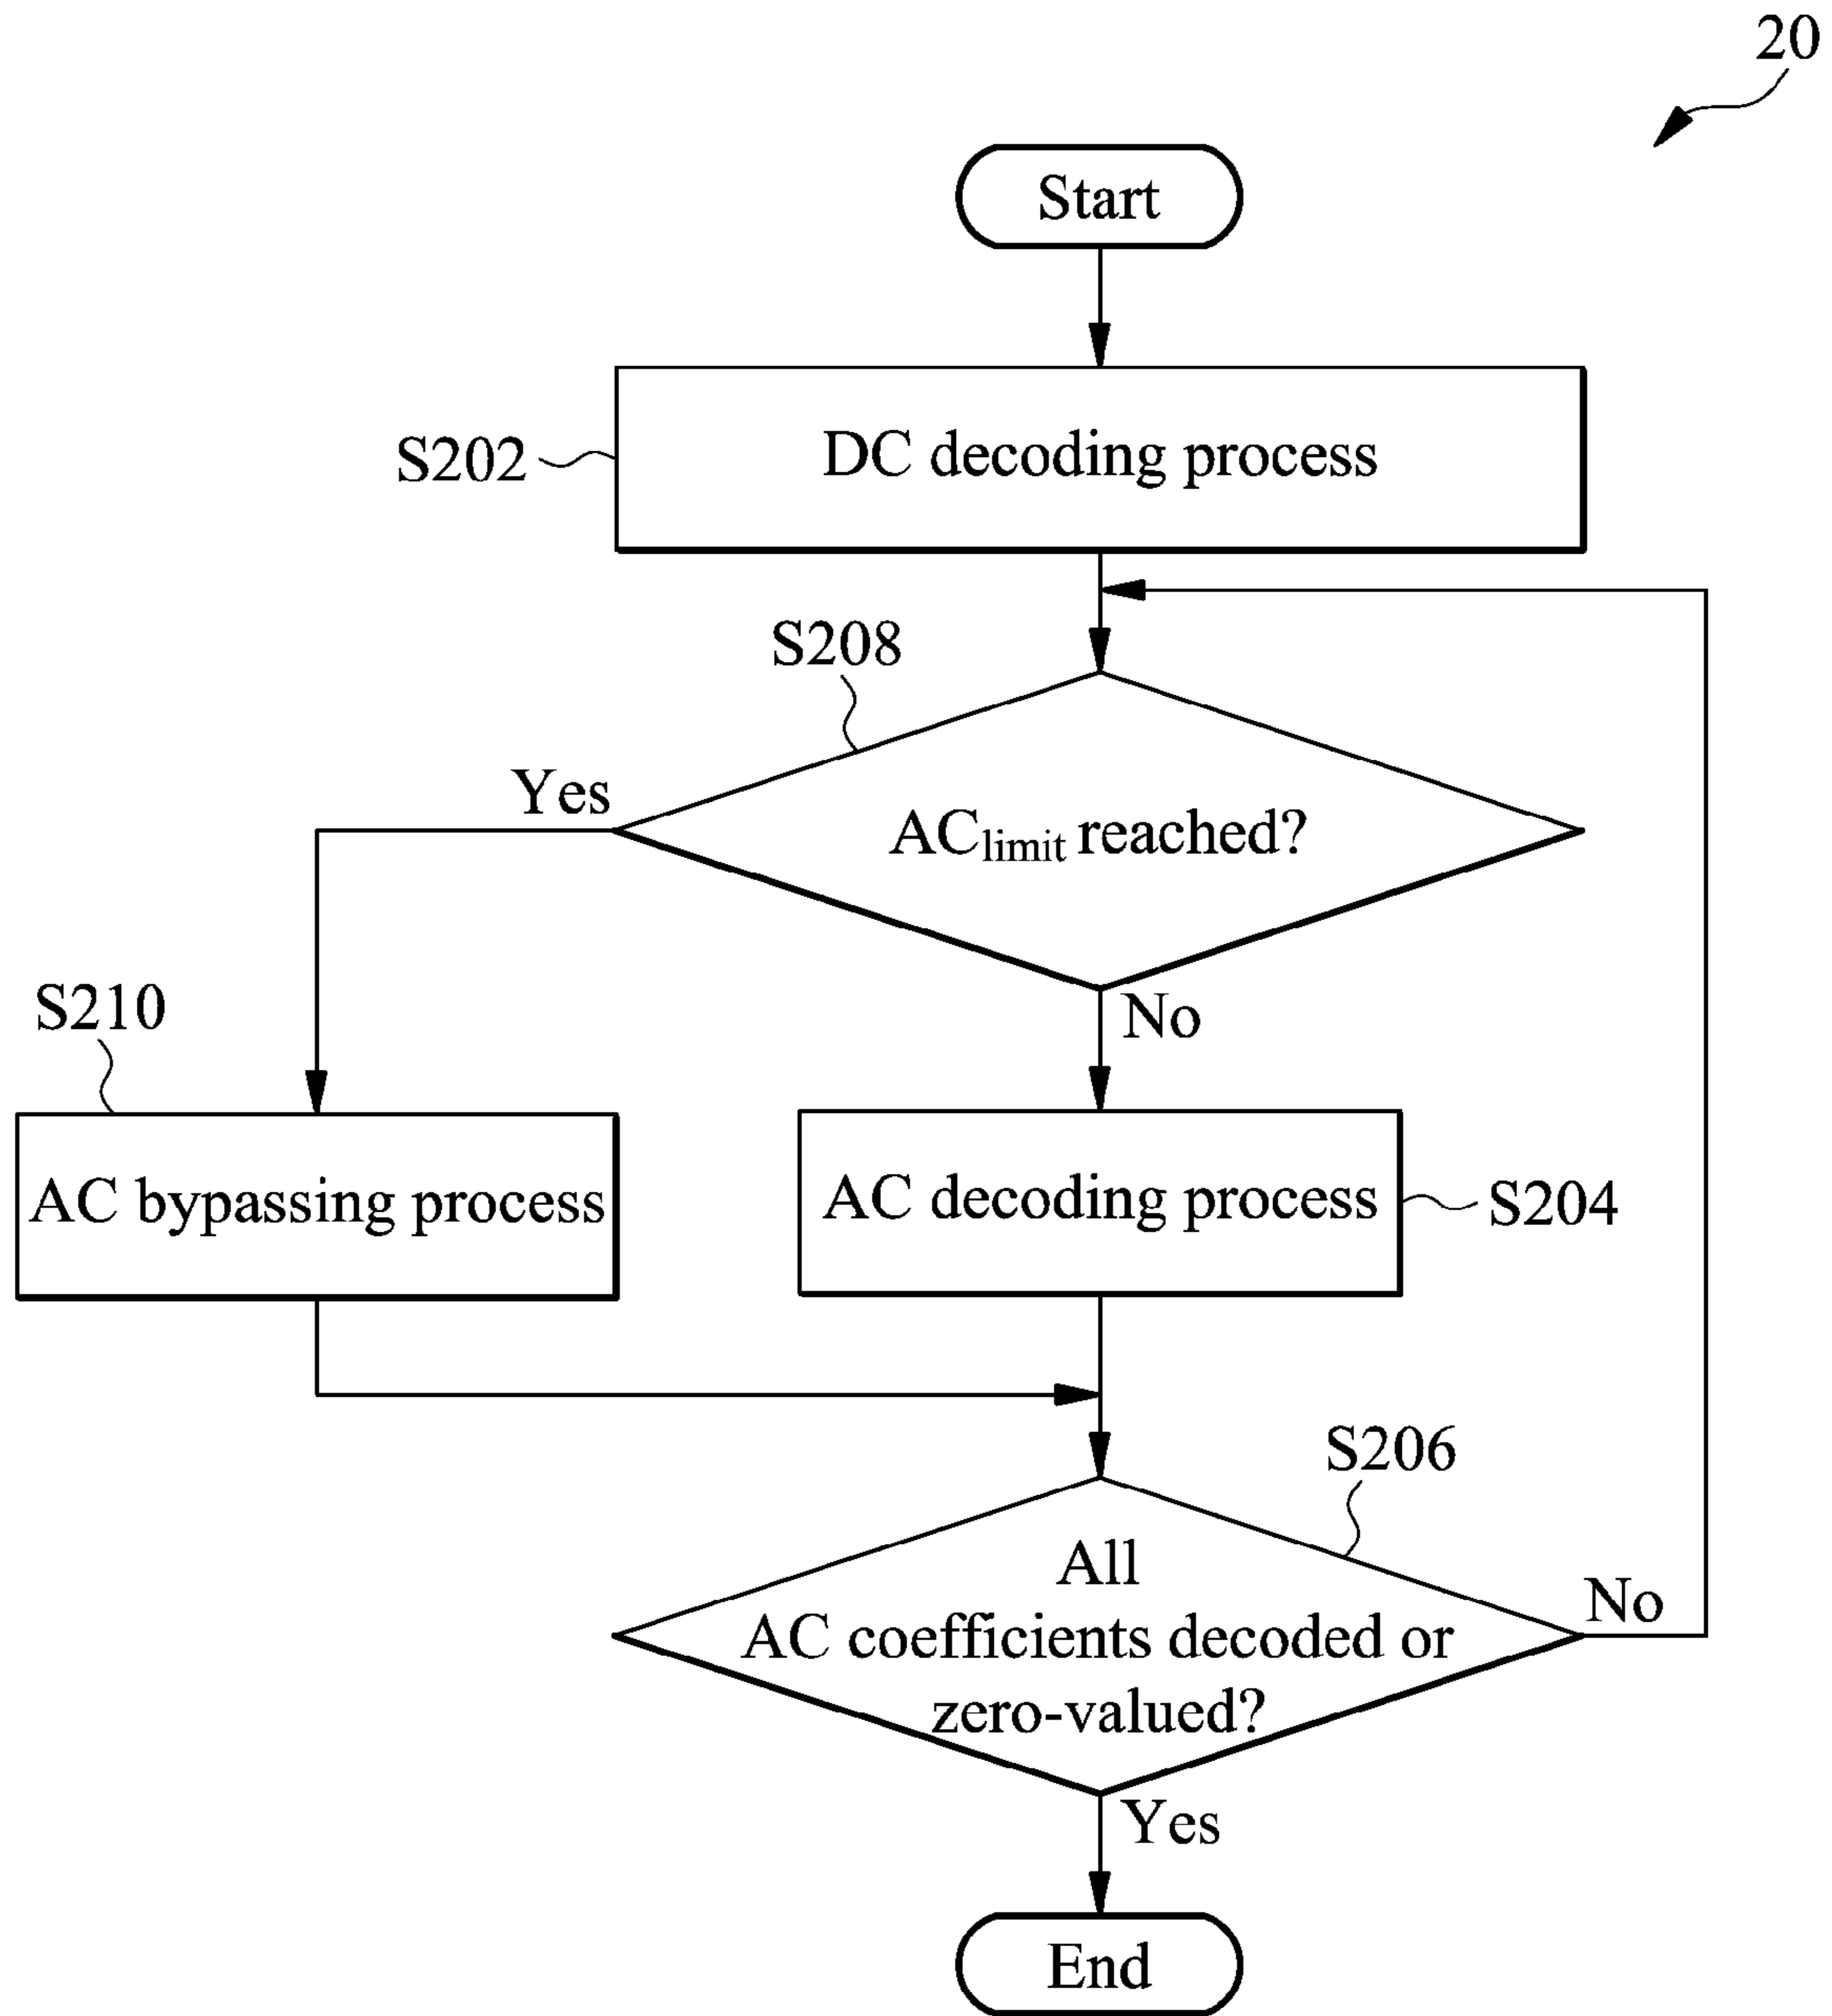 20
Start
S202
DC decoding process
S208
Yes
AClimit reached?
No
S210
AC bypassing process
AC decoding process
S204
S206
All
AC coefficients decoded or
zero-valued?
No
Yes
End